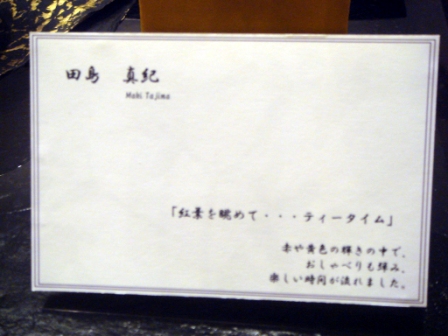 田島 真紀
Maki Tajima
「紅葉を眺めて・・・ティータイム」
赤や黄色の輝きの中で、
おしゃべりも弾み、
楽しい時間が流れました。